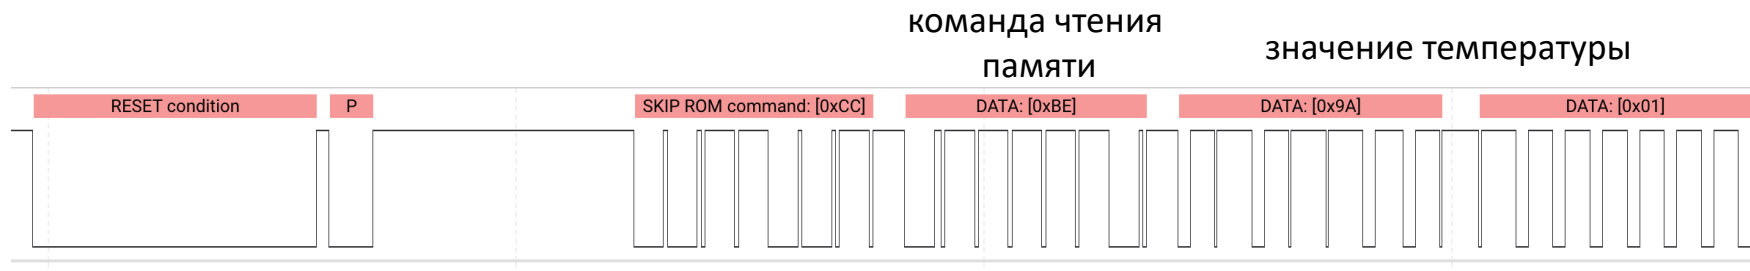 команда чтения
памяти
значение температуры
RESET condition
P
SKIP ROM command: [0xCC]
DATA: [0xBE]
DATA: [0x9A]
DATA: [0x01]